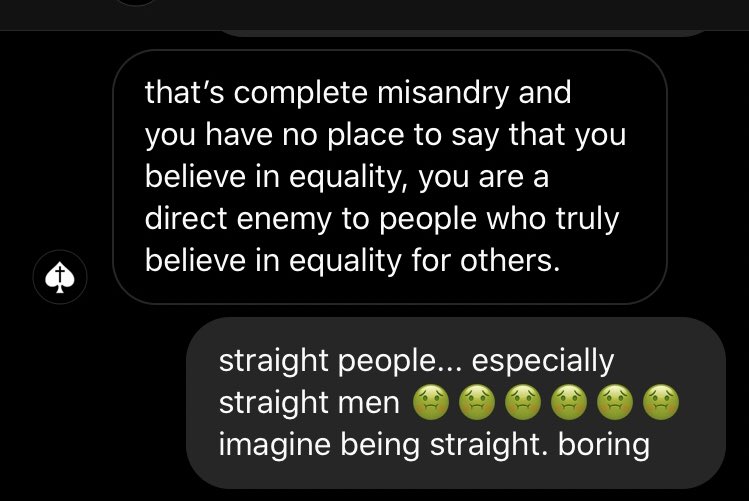 that’s complete misandry and
you have no place to say that you
believe in equality, you are a
direct enemy to people who truly
believe in equality for others.
straight people... especially
straight men 🤢🤢🤢🤢🤢🤢
imagine being straight. boring